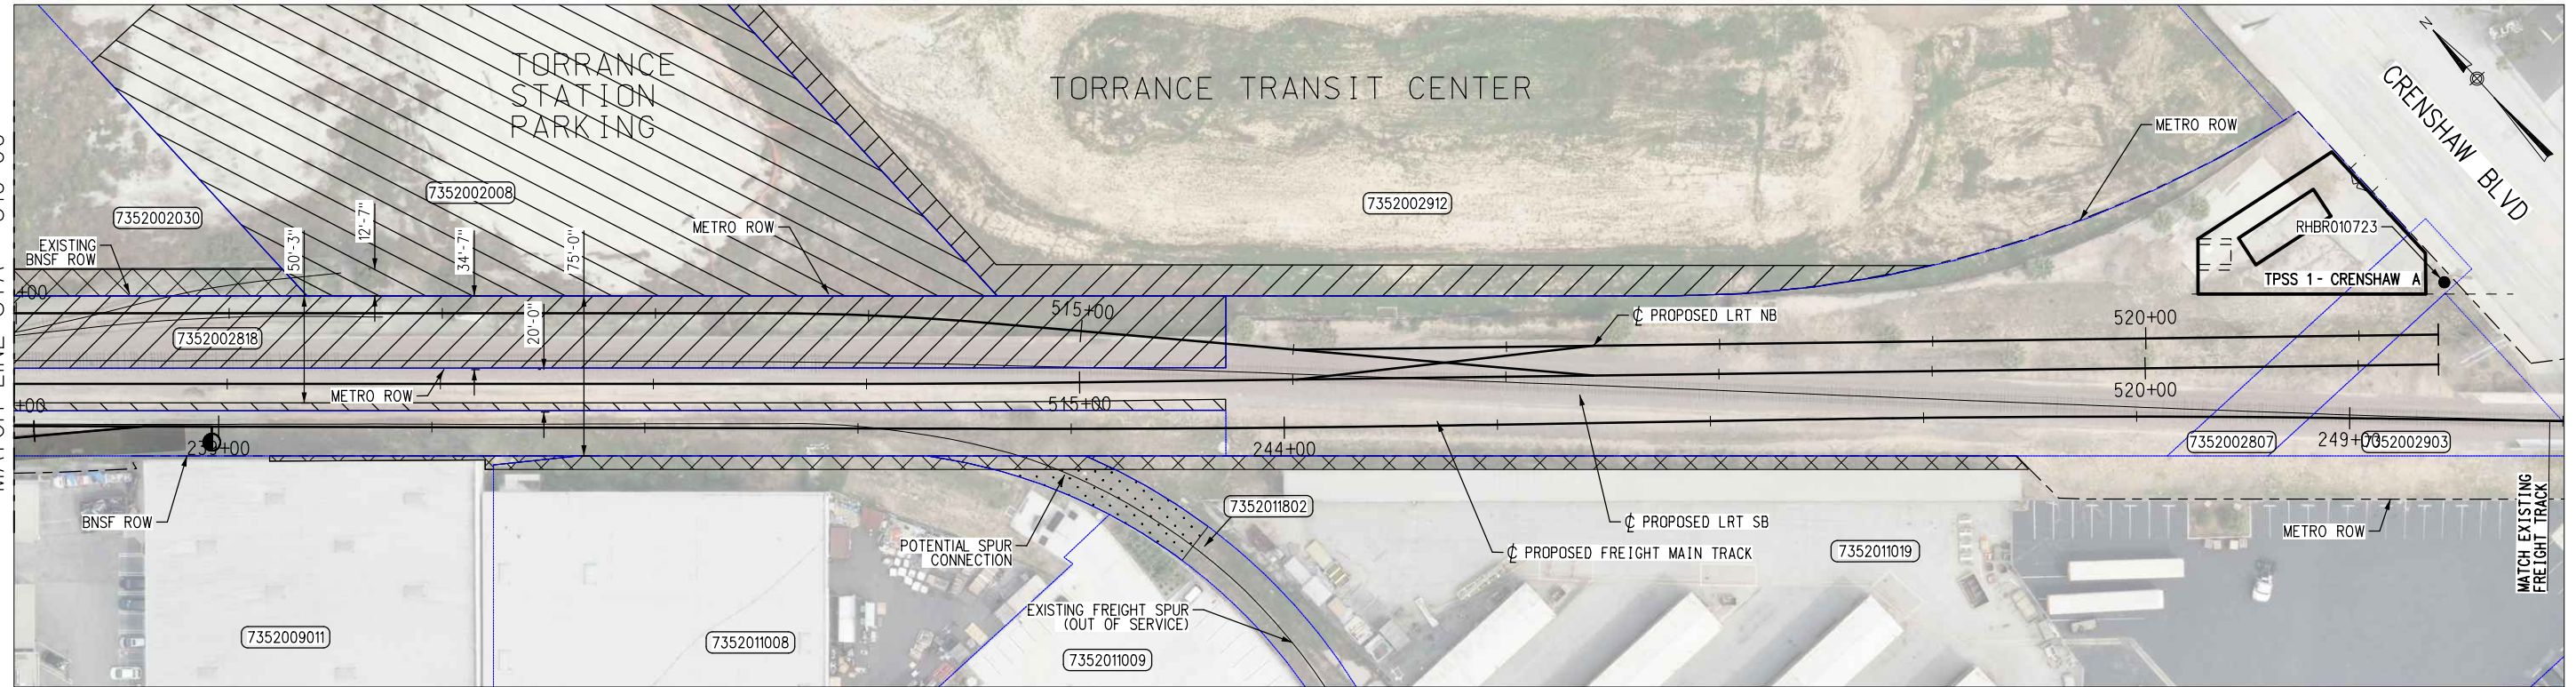 TORRANCE
STATION
PARKING
TORRANCE TRANSIT CENTER
CRENSHAW BLVD
N
METRO ROW
7352002008
7352002030
7352002912
12'-7"
METRO ROW
RHBR010723
EXISTING
BNSF ROW
50'-3"
34'-7"
75'-0"
TPSS 1 - CRENSHAW A
+00
515+00
℄ PROPOSED LRT NB
520+00
7352002818
20'-0"
METRO ROW
520+00
+00
515+00
239+00
244+00
7352002807
249+00
7352002903
BNSF ROW
7352011802
℄ PROPOSED LRT SB
METRO ROW
MATCH EXISTING
FREIGHT TRACK
POTENTIAL SPUR
CONNECTION
℄ PROPOSED FREIGHT MAIN TRACK
7352011019
EXISTING FREIGHT SPUR
(OUT OF SERVICE)
7352009011
7352011008
7352011009